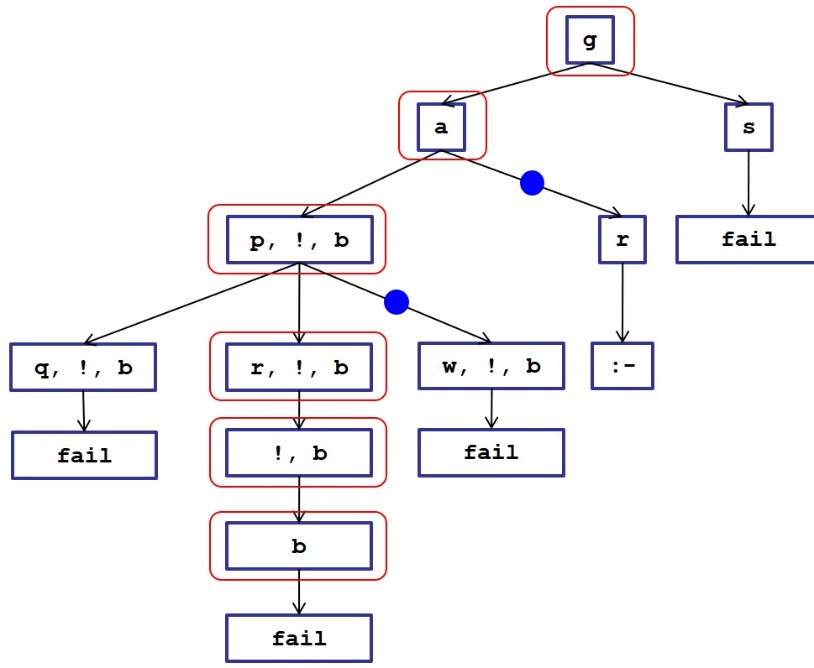 g
a
s
p, !, b
r
fail
q, !, b
r, !, b
w, !, b
:-
fail
!, b
fail
b
fail